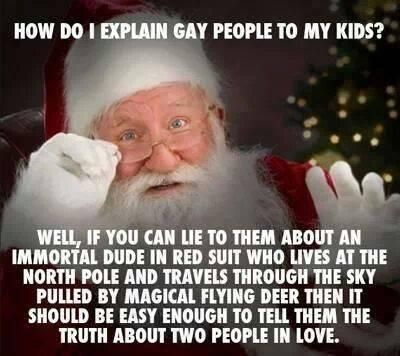 HOW DO I EXPLAIN GAY PEOPLE TO MY KIDS?
WELL, IF YOU CAN LIE TO THEM ABOUT AN
IMMORTAL DUDE IN RED SUIT WHO LIVES AT THE
NORTH POLE AND TRAVELS THROUGH THE SKY
PULLED BY MAGICAL FLYING DEER THEN IT
SHOULD BE EASY ENOUGH TO TELL THEM THE
TRUTH ABOUT TWO PEOPLE IN LOVE.